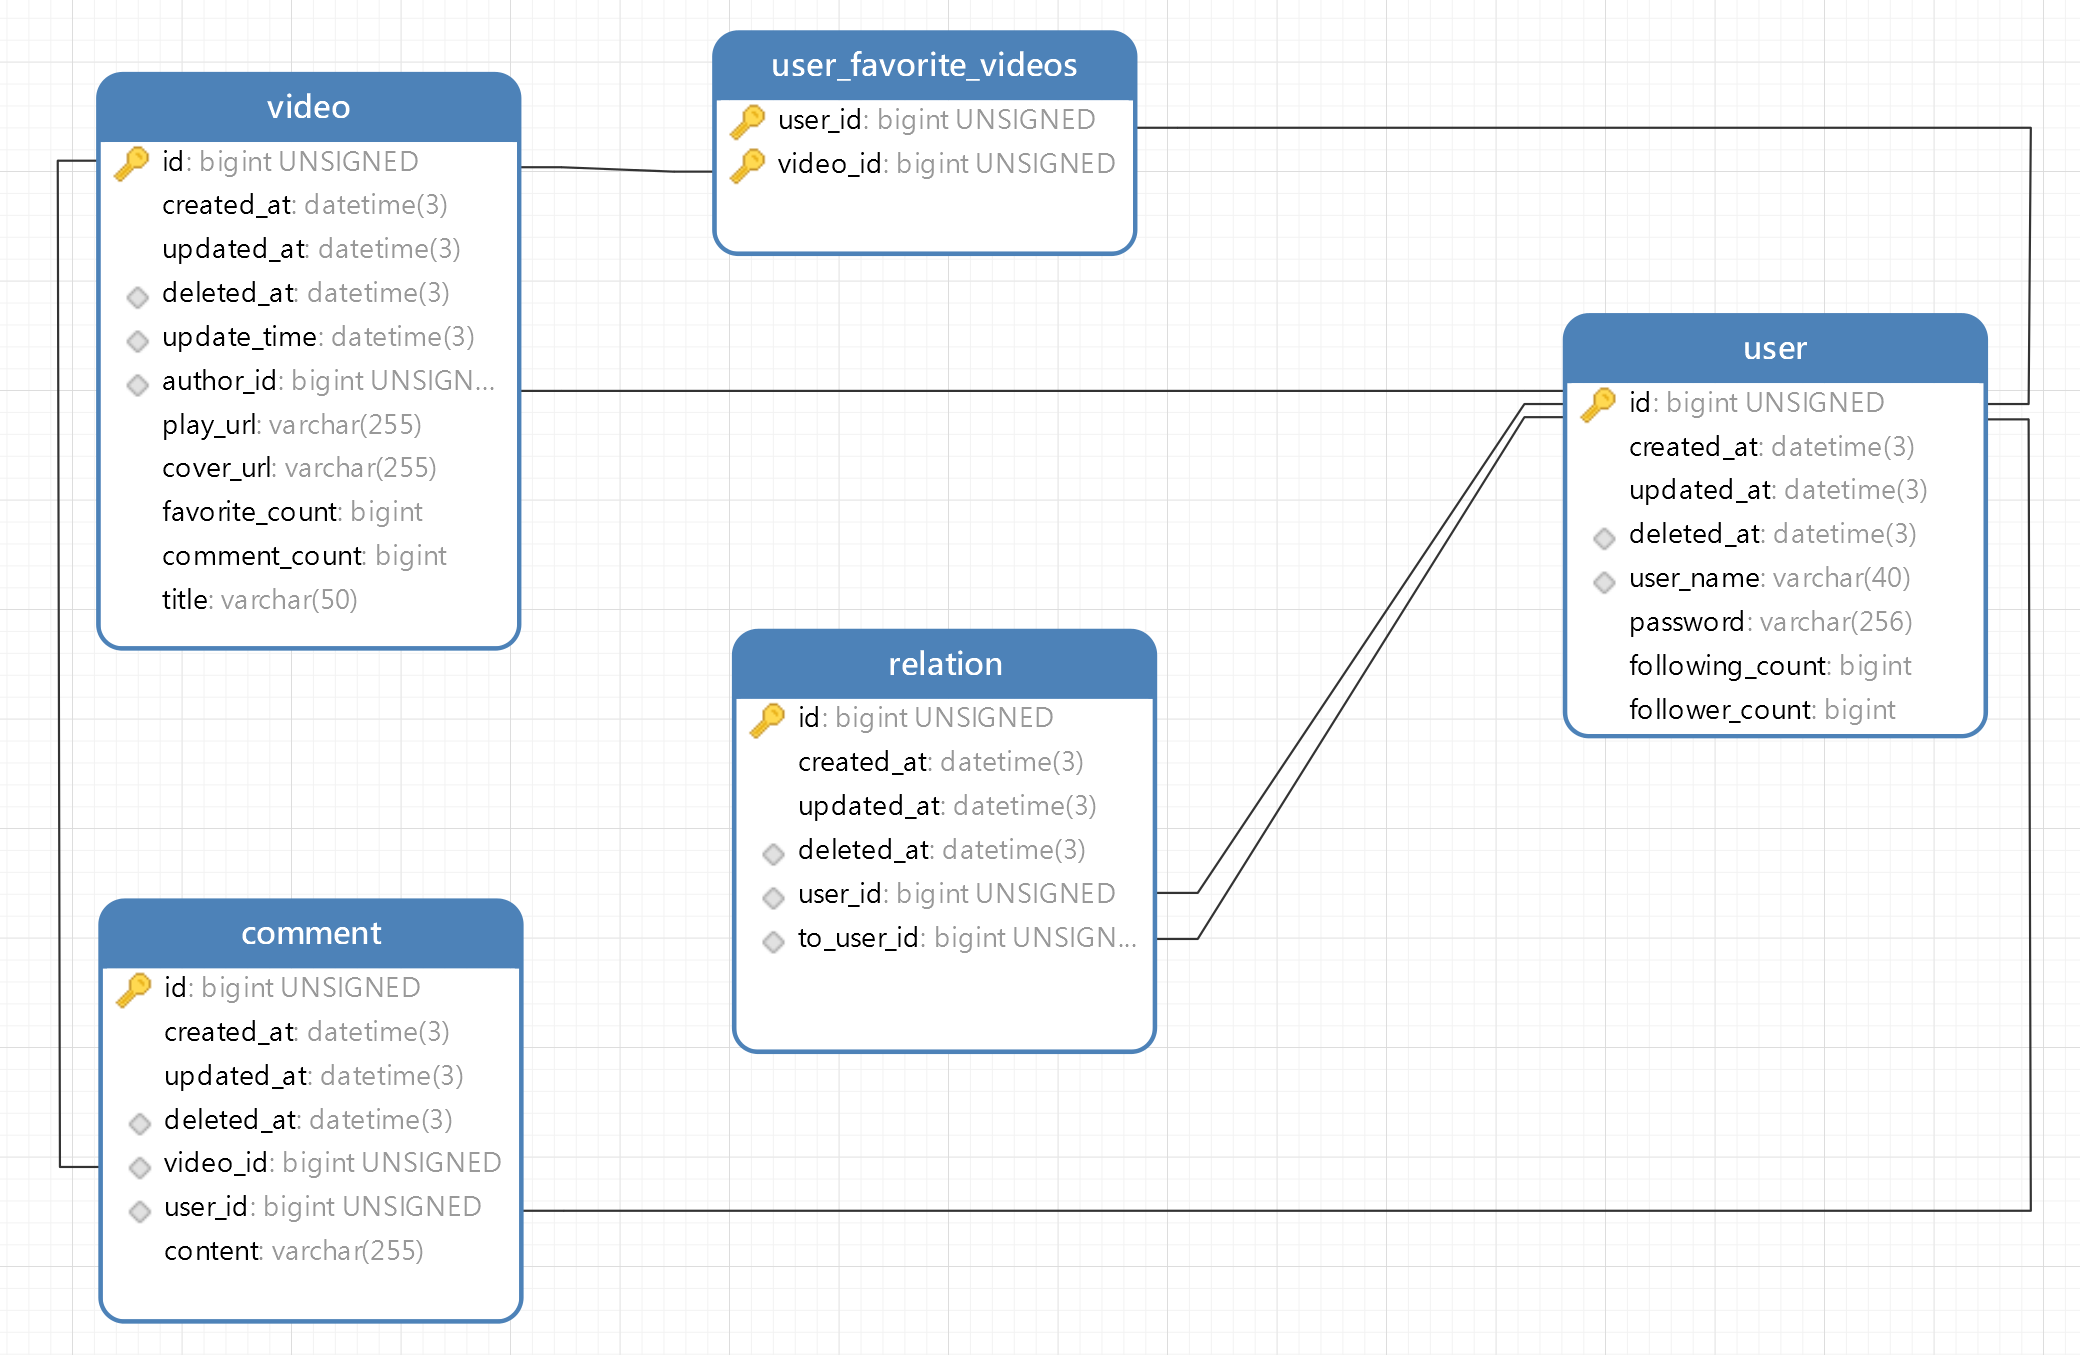 video
id: bigint UNSIGNED
created_at: datetime(3)
updated_at: datetime(3)
deleted_at: datetime(3)
update_time: datetime(3)
author_id: bigint UNSIGN...
play_url: varchar(255)
cover_url: varchar(255)
favorite_count: bigint
comment_count: bigint
title: varchar(50)
user_favorite_videos
user_id: bigint UNSIGNED
video_id: bigint UNSIGNED
user
id: bigint UNSIGNED
created_at: datetime(3)
updated_at: datetime(3)
deleted_at: datetime(3)
user_name: varchar(40)
password: varchar(256)
following_count: bigint
follower_count: bigint
relation
id: bigint UNSIGNED
created_at: datetime(3)
updated_at: datetime(3)
deleted_at: datetime(3)
user_id: bigint UNSIGNED
to_user_id: bigint UNSIGN...
comment
id: bigint UNSIGNED
created_at: datetime(3)
updated_at: datetime(3)
deleted_at: datetime(3)
video_id: bigint UNSIGNED
user_id: bigint UNSIGNED
content: varchar(255)